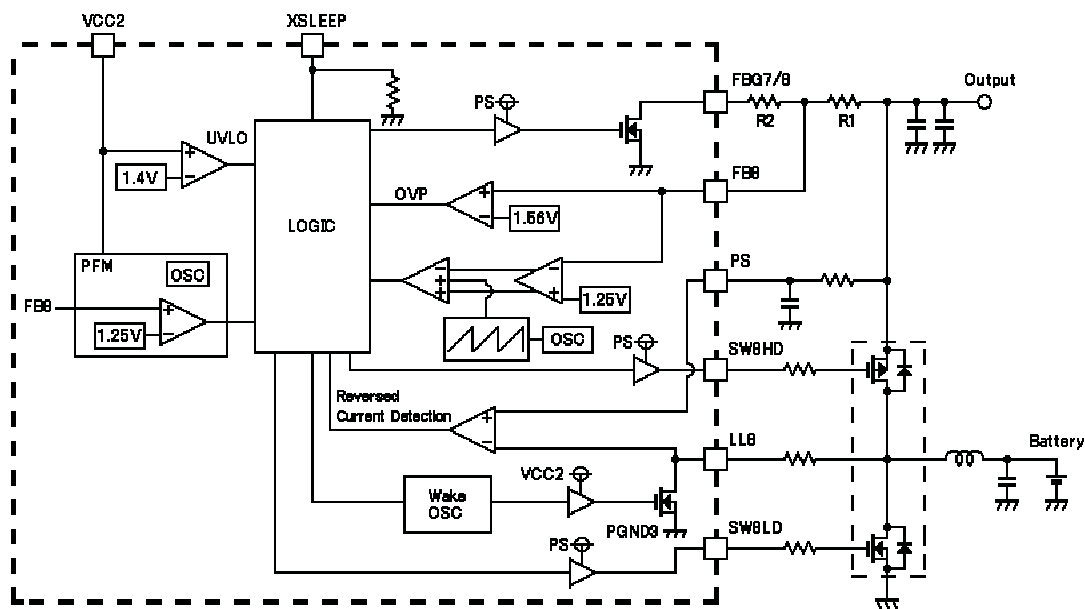 VCC2
XSLEEP
FBG7/8
Output
PS
R2
R1
UVLO
1.4V
FB8
OVP
1.56V
LOGIC
PFM
OSC
PS
FB8
1.25V
1.25V
OSC
PS
SW8HD
Reversed
Current Detection
LL8
Battery
VCC2
Wake
OSC
PGND3
SW8LD
PS